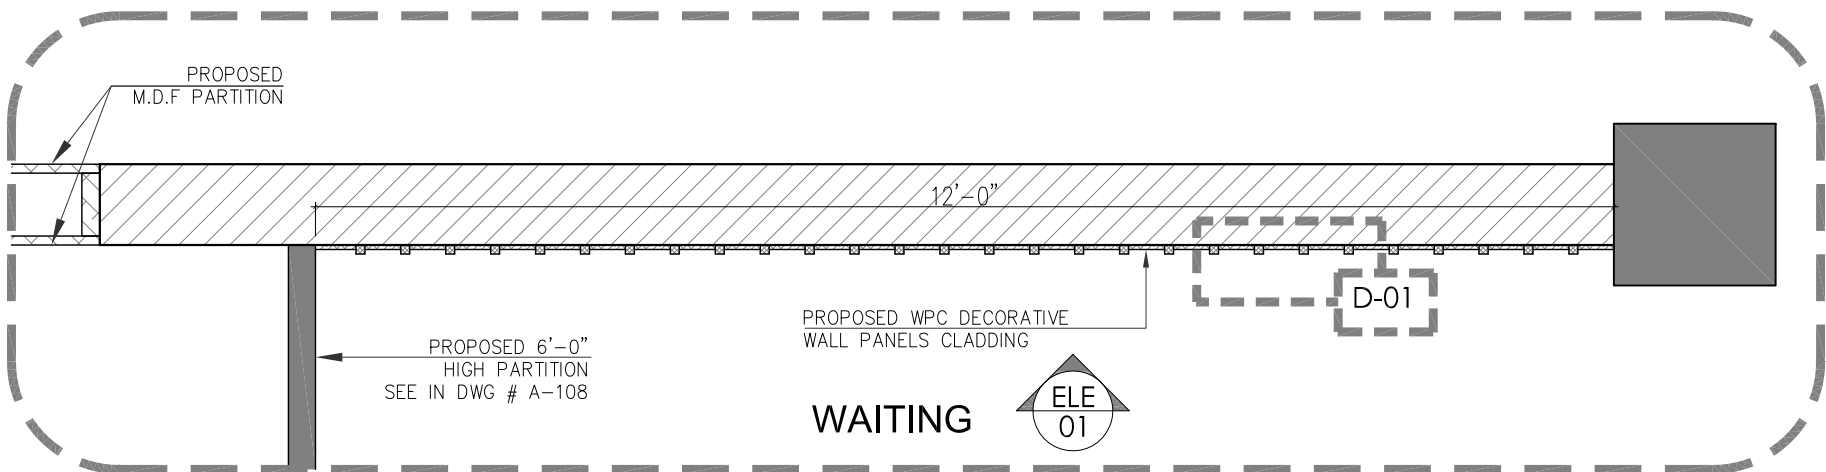 PROPOSED
M.D.F PARTITION
12'-0"
D-01
PROPOSED WPC DECORATIVE
WALL PANELS CLADDING
PROPOSED 6'-0"
HIGH PARTITION
SEE IN DWG # A-108
WAITING
ELE
01